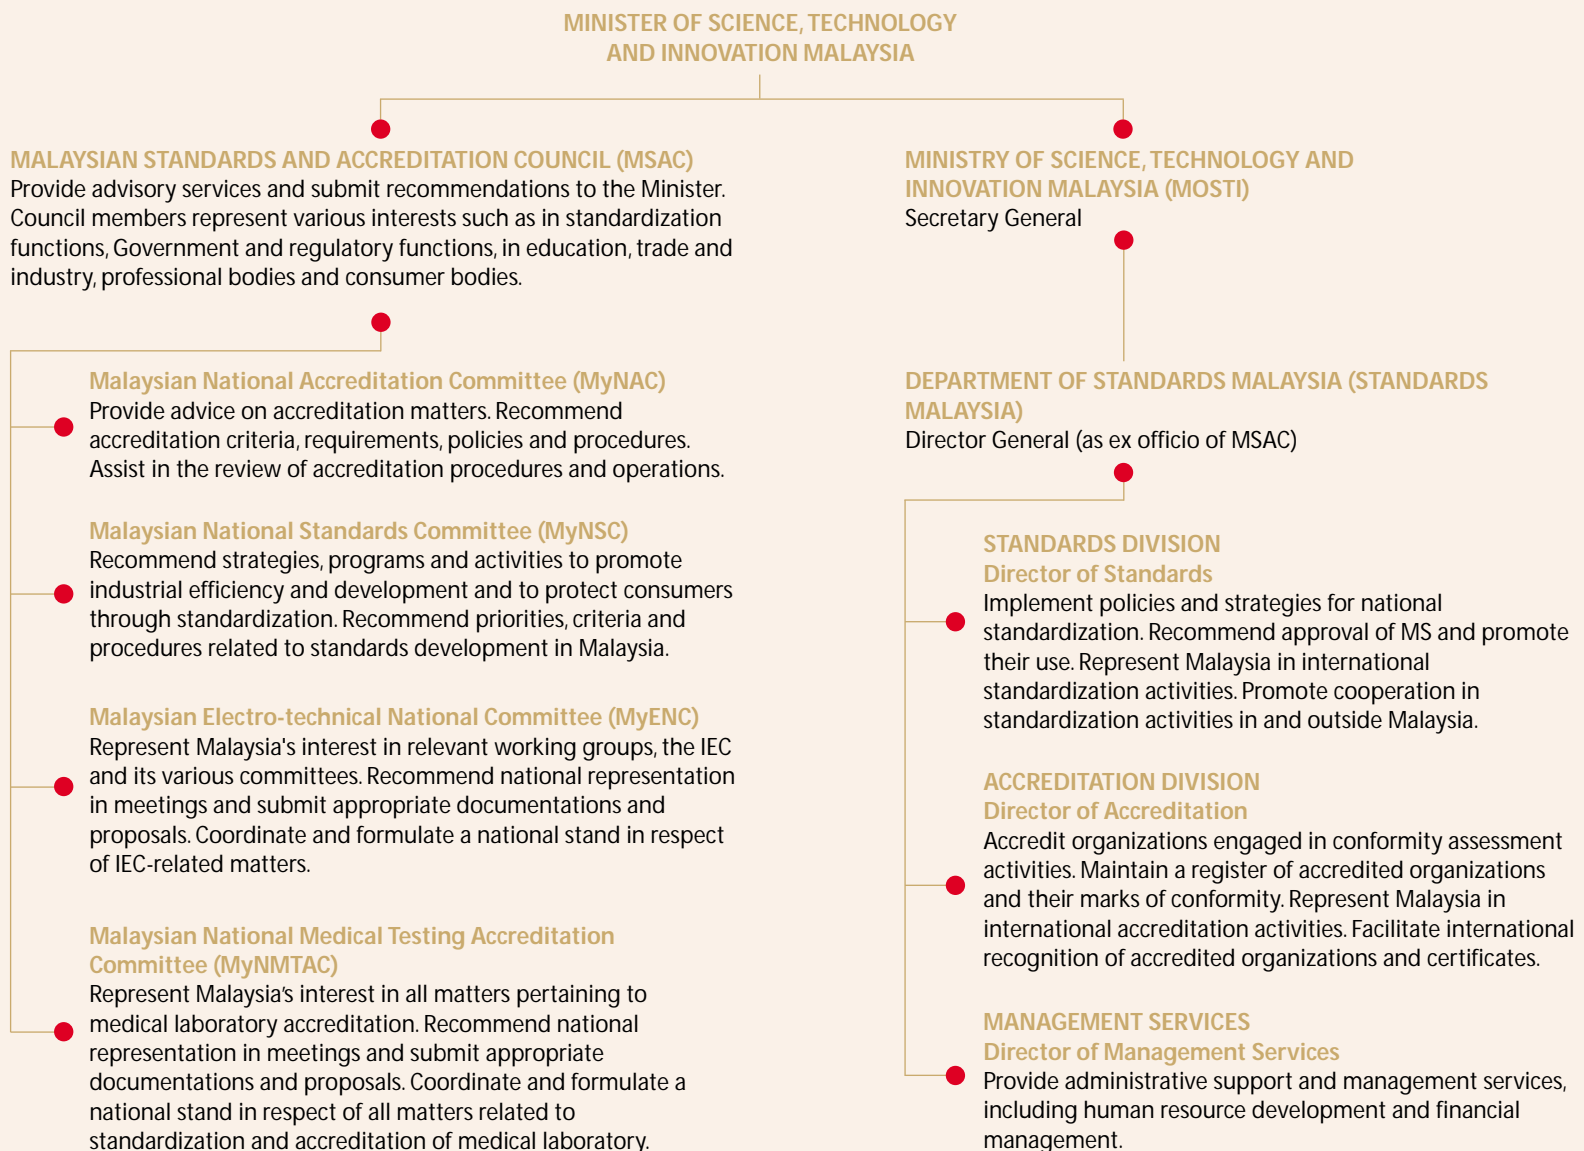 MINISTER OF SCIENCE, TECHNOLOGY
AND INNOVATION MALAYSIA
MALAYSIAN STANDARDS AND ACCREDITATION COUNCIL (MSAC)
Provide advisory services and submit recommendations to the Minister.
Council members represent various interests such as in standardization
functions, Government and regulatory functions, in education, trade and
industry, professional bodies and consumer bodies.
Malaysian National Accreditation Committee (MyNAC)
Provide advice on accreditation matters. Recommend
accreditation criteria, requirements, policies and procedures.
Assist in the review of accreditation procedures and operations.
Malaysian National Standards Committee (MyNSC)
Recommend strategies, programs and activities to promote
industrial efficiency and development and to protect consumers
through standardization. Recommend priorities, criteria and
procedures related to standards development in Malaysia.
Malaysian Electro-technical National Committee (MyENC)
Represent Malaysia's interest in relevant working groups, the IEC
and its various committees. Recommend national representation
in meetings and submit appropriate documentations and
proposals. Coordinate and formulate a national stand in respect
of IEC-related matters.
Malaysian National Medical Testing Accreditation
Committee (MyNMTAC)
Represent Malaysia’s interest in all matters pertaining to
medical laboratory accreditation. Recommend national
representation in meetings and submit appropriate
documentations and proposals. Coordinate and formulate a
national stand in respect of all matters related to
standardization and accreditation of medical laboratory.
MINISTRY OF SCIENCE, TECHNOLOGY AND
INNOVATION MALAYSIA (MOSTI)
Secretary General
DEPARTMENT OF STANDARDS MALAYSIA (STANDARDS
MALAYSIA)
Director General (as ex officio of MSAC)
STANDARDS DIVISION
Director of Standards
Implement policies and strategies for national
standardization. Recommend approval of MS and promote
their use. Represent Malaysia in international
standardization activities. Promote cooperation in
standardization activities in and outside Malaysia.
ACCREDITATION DIVISION
Director of Accreditation
Accredit organizations engaged in conformity assessment
activities. Maintain a register of accredited organizations
and their marks of conformity. Represent Malaysia in
international accreditation activities. Facilitate international
recognition of accredited organizations and certificates.
MANAGEMENT SERVICES
Director of Management Services
Provide administrative support and management services,
including human resource development and financial
management.